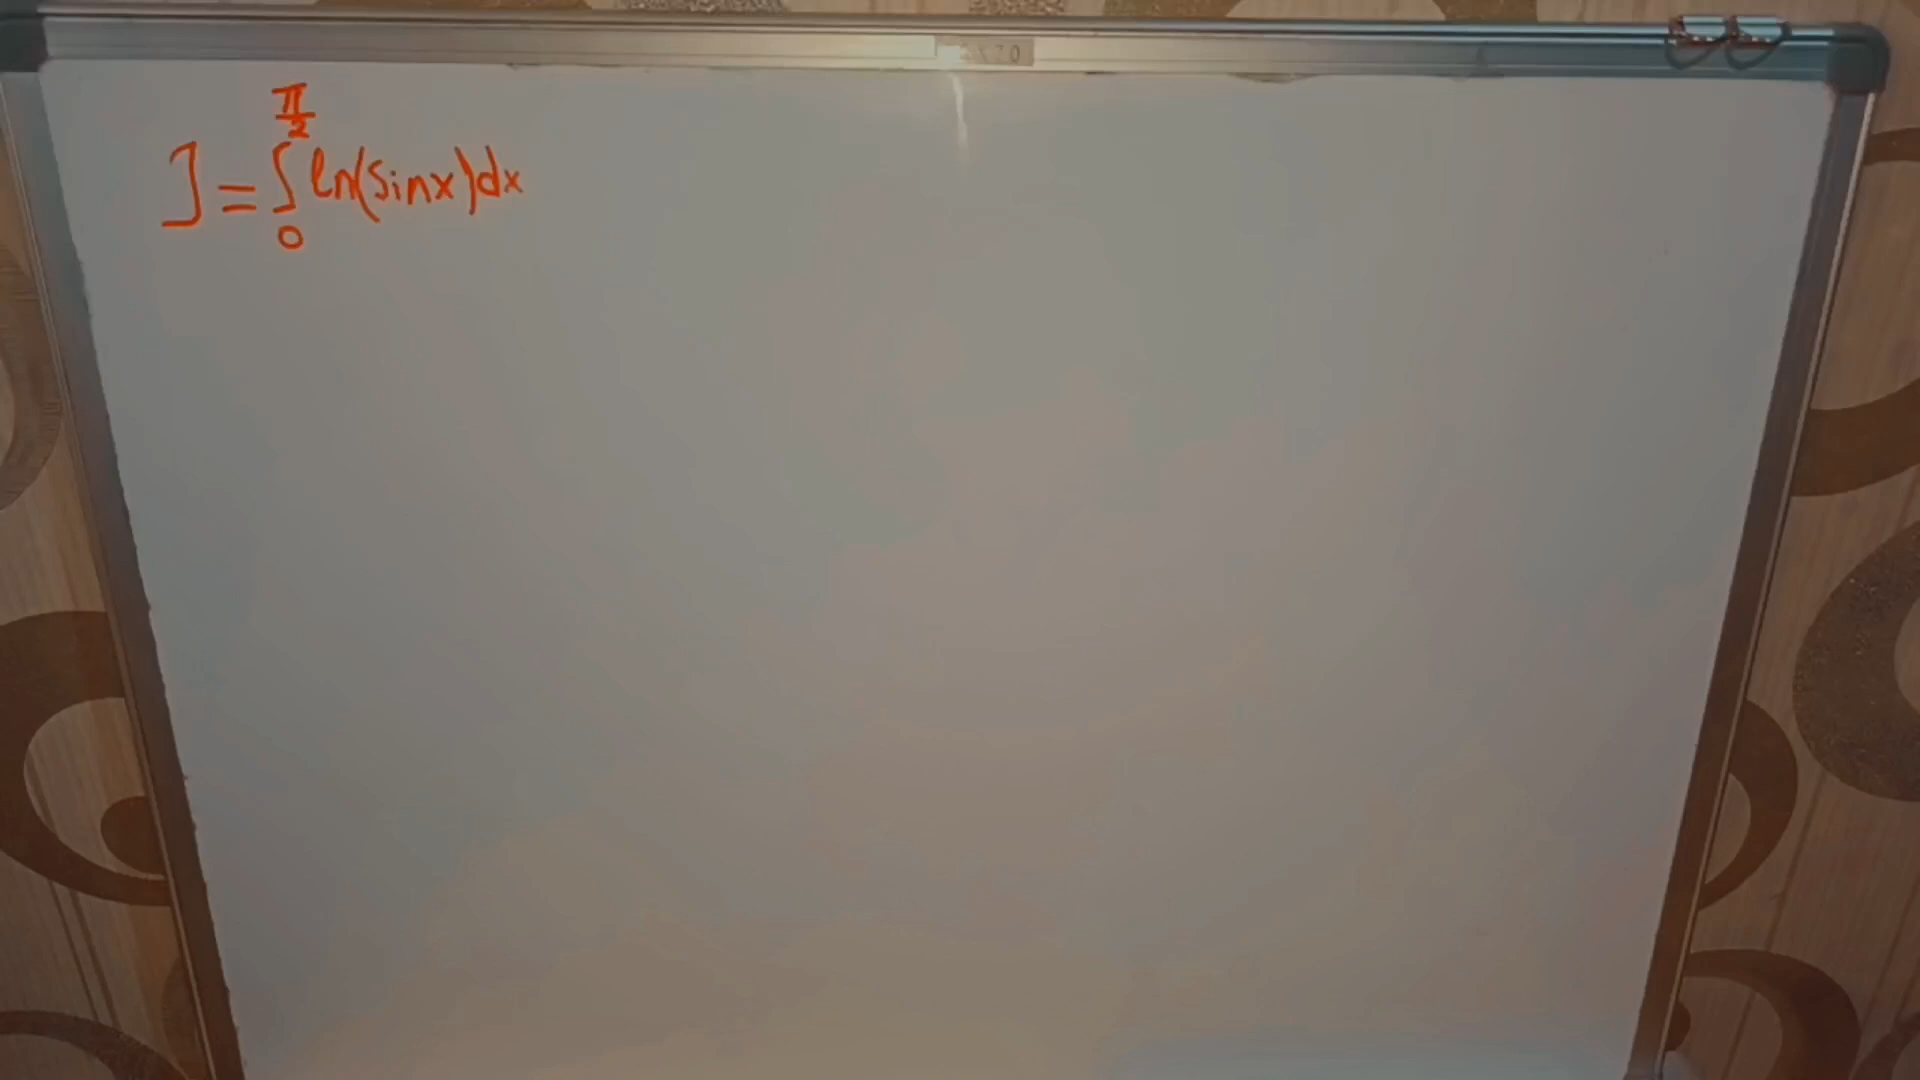 J = ∫₀^{π/2} ln(sinx)dx